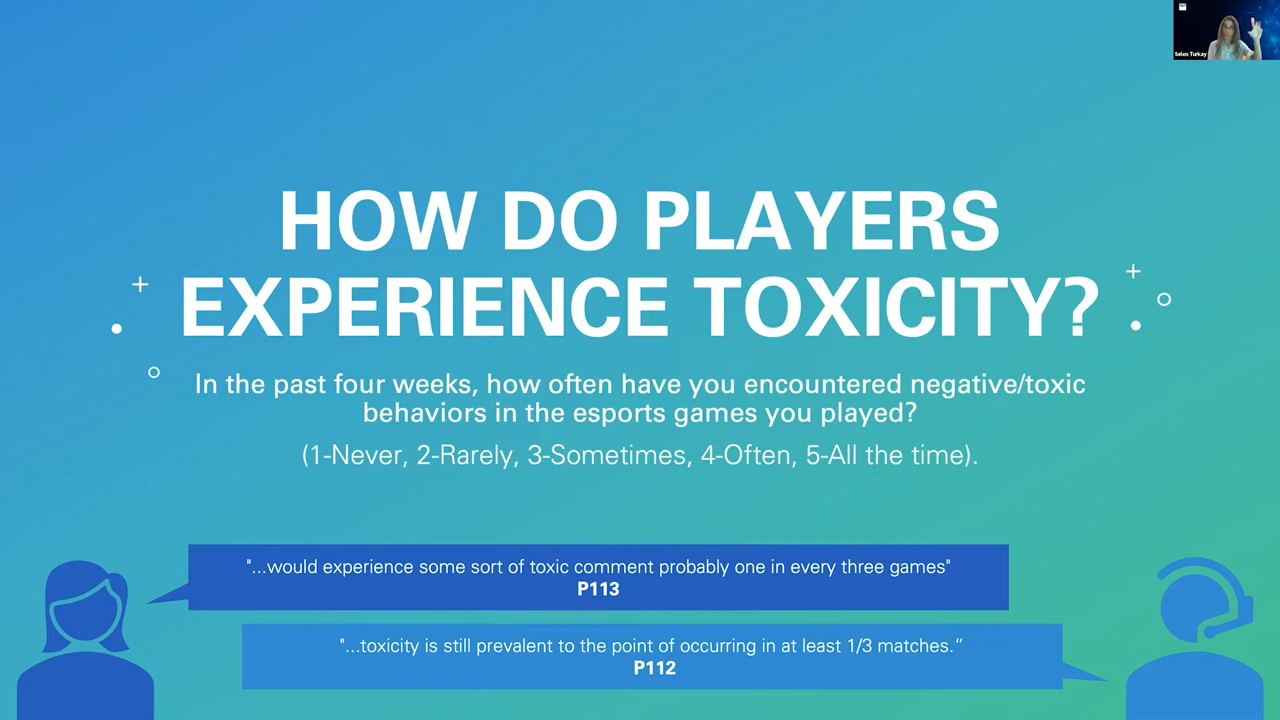 Selen Turkay
HOW DO PLAYERS
EXPERIENCE TOXICITY?
In the past four weeks, how often have you encountered negative/toxic
behaviors in the esports games you played?
(1-Never, 2-Rarely, 3-Sometimes, 4-Often, 5-All the time).
"...would experience some sort of toxic comment probably one in every three games"
P113
"...toxicity is still prevalent to the point of occurring in at least 1/3 matches.“
P112